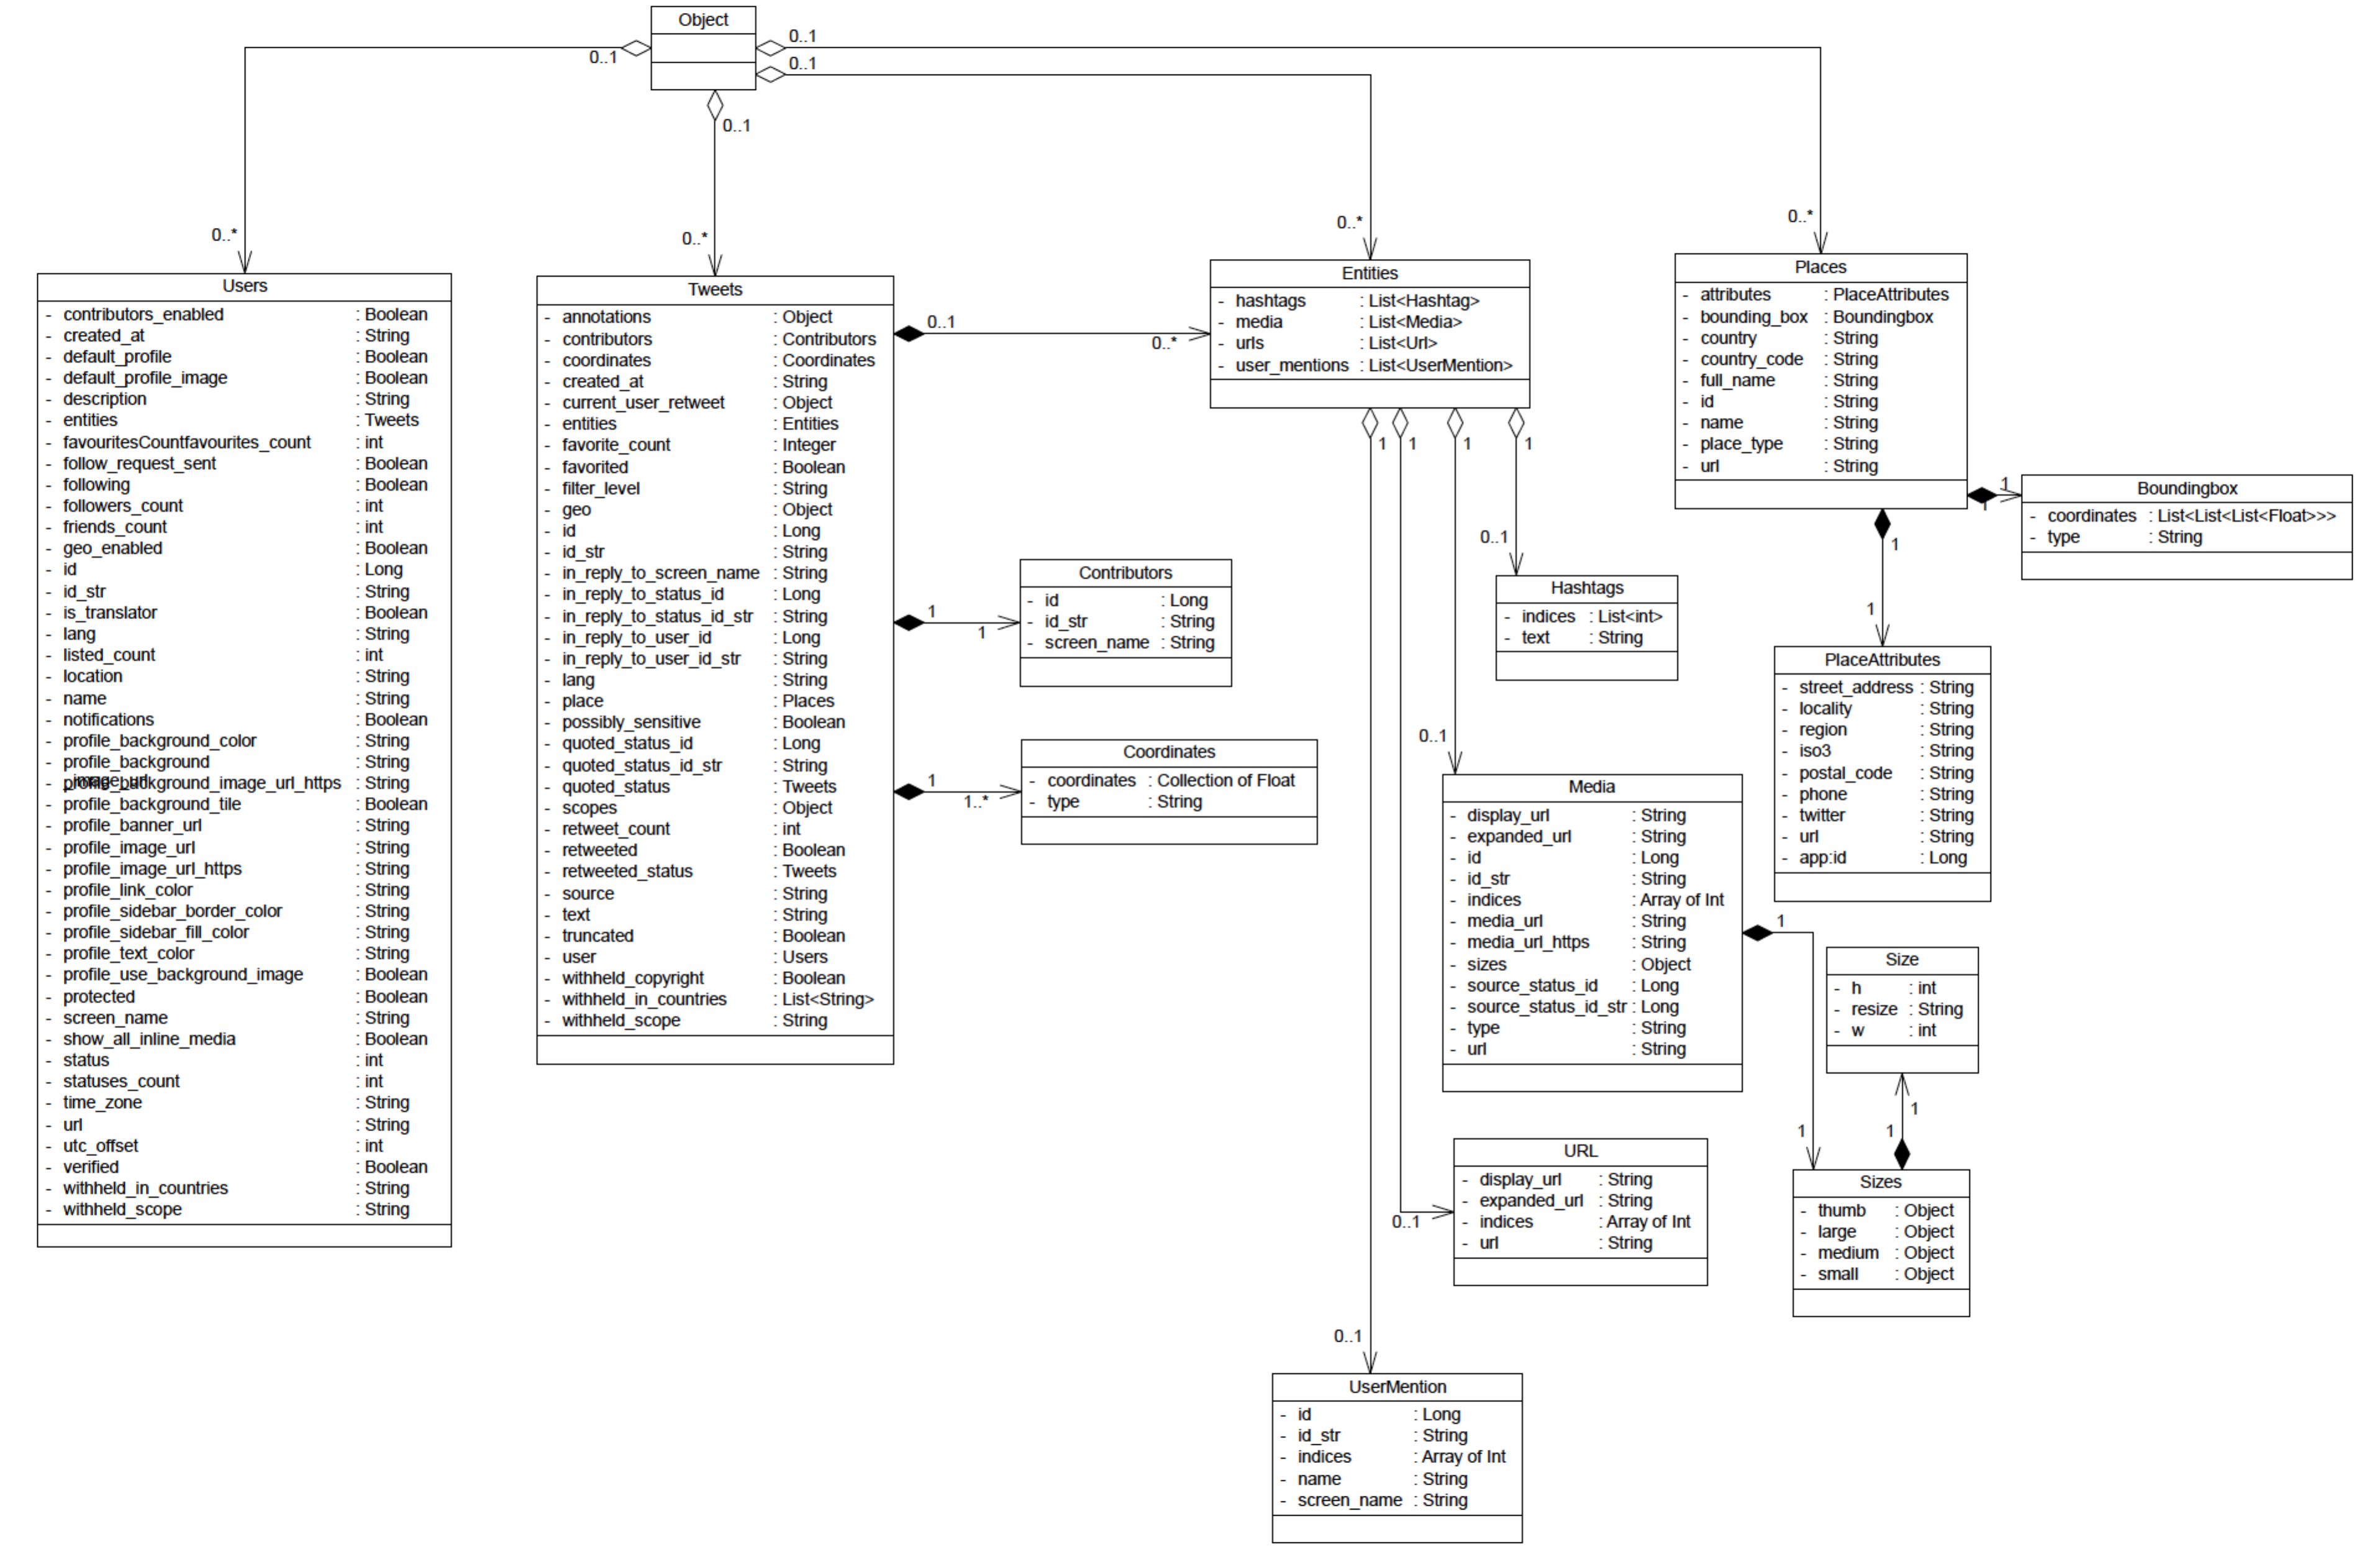 Object
0..1
0..1
0..1
0..1
0..*
0..*
0..*
0..*
Users
- contributors_enabled : Boolean
- created_at : String
- default_profile : Boolean
- default_profile_image : Boolean
- description : String
- entities : Tweets
- favouritesCountfavourites_count : int
- follow_request_sent : Boolean
- following : Boolean
- followers_count : int
- friends_count : int
- geo_enabled : Boolean
- id : Long
- id_str : String
- is_translator : Boolean
- lang : String
- listed_count : int
- location : String
- name : String
- notifications : Boolean
- profile_background_color : String
- profile_background : String
_image_url
- profile_background_image_url_https : String
- profile_background_tile : Boolean
- profile_banner_url : String
- profile_image_url : String
- profile_image_url_https : String
- profile_link_color : String
- profile_sidebar_border_color : String
- profile_sidebar_fill_color : String
- profile_text_color : String
- profile_use_background_image : Boolean
- protected : Boolean
- screen_name : String
- show_all_inline_media : Boolean
- status : int
- statuses_count : int
- time_zone : String
- url : String
- utc_offset : int
- verified : Boolean
- withheld_in_countries : String
- withheld_scope : String
Tweets
- annotations : Object
- contributors : Contributors
- coordinates : Coordinates
- created_at : String
- current_user_retweet : Object
- entities : Entities
- favorite_count : Integer
- favorited : Boolean
- filter_level : String
- geo : Object
- id : Long
- id_str : String
- in_reply_to_screen_name : String
- in_reply_to_status_id : Long
- in_reply_to_status_id_str : String
- in_reply_to_user_id : Long
- in_reply_to_user_id_str : String
- lang : String
- place : Places
- possibly_sensitive : Boolean
- quoted_status_id : Long
- quoted_status_id_str : String
- quoted_status : Tweets
- scopes : Object
- retweet_count : int
- retweeted : Boolean
- retweeted_status : Tweets
- source : String
- text : String
- truncated : Boolean
- user : Users
- withheld_copyright : Boolean
- withheld_in_countries : List<String>
- withheld_scope : String
0..1
0..*
1
1
1
1..*
Entities
- hashtags : List<Hashtag>
- media : List<Media>
- urls : List<Url>
- user_mentions : List<UserMention>
1
1
1
1
Contributors
- id : Long
- id_str : String
- screen_name : String
Coordinates
- coordinates : Collection of Float
- type : String
Places
- attributes : PlaceAttributes
- bounding_box : Boundingbox
- country : String
- country_code : String
- full_name : String
- id : String
- name : String
- place_type : String
- url : String
1
1
Boundingbox
- coordinates : List<List<List<Float>>>
- type : String
1
1
0..1
Hashtags
- indices : List<int>
- text : String
PlaceAttributes
- street_address : String
- locality : String
- region : String
- iso3 : String
- postal_code : String
- phone : String
- twitter : String
- url : String
- app:id : Long
0..1
Media
- display_url : String
- expanded_url : String
- id : Long
- id_str : String
- indices : Array of Int
- media_url : String
- media_url_https : String
- sizes : Object
- source_status_id : Long
- source_status_id_str : Long
- type : String
- url : String
1
1
Size
- h : int
- resize : String
- w : int
1
1
Sizes
- thumb : Object
- large : Object
- medium : Object
- small : Object
0..1
URL
- display_url : String
- expanded_url : String
- indices : Array of Int
- url : String
0..1
UserMention
- id : Long
- id_str : String
- indices : Array of Int
- name : String
- screen_name : String